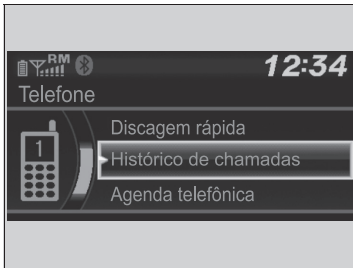 RM 12:34
Telefone
1
Discagem rápida
Histórico de chamadas
Agenda telefônica